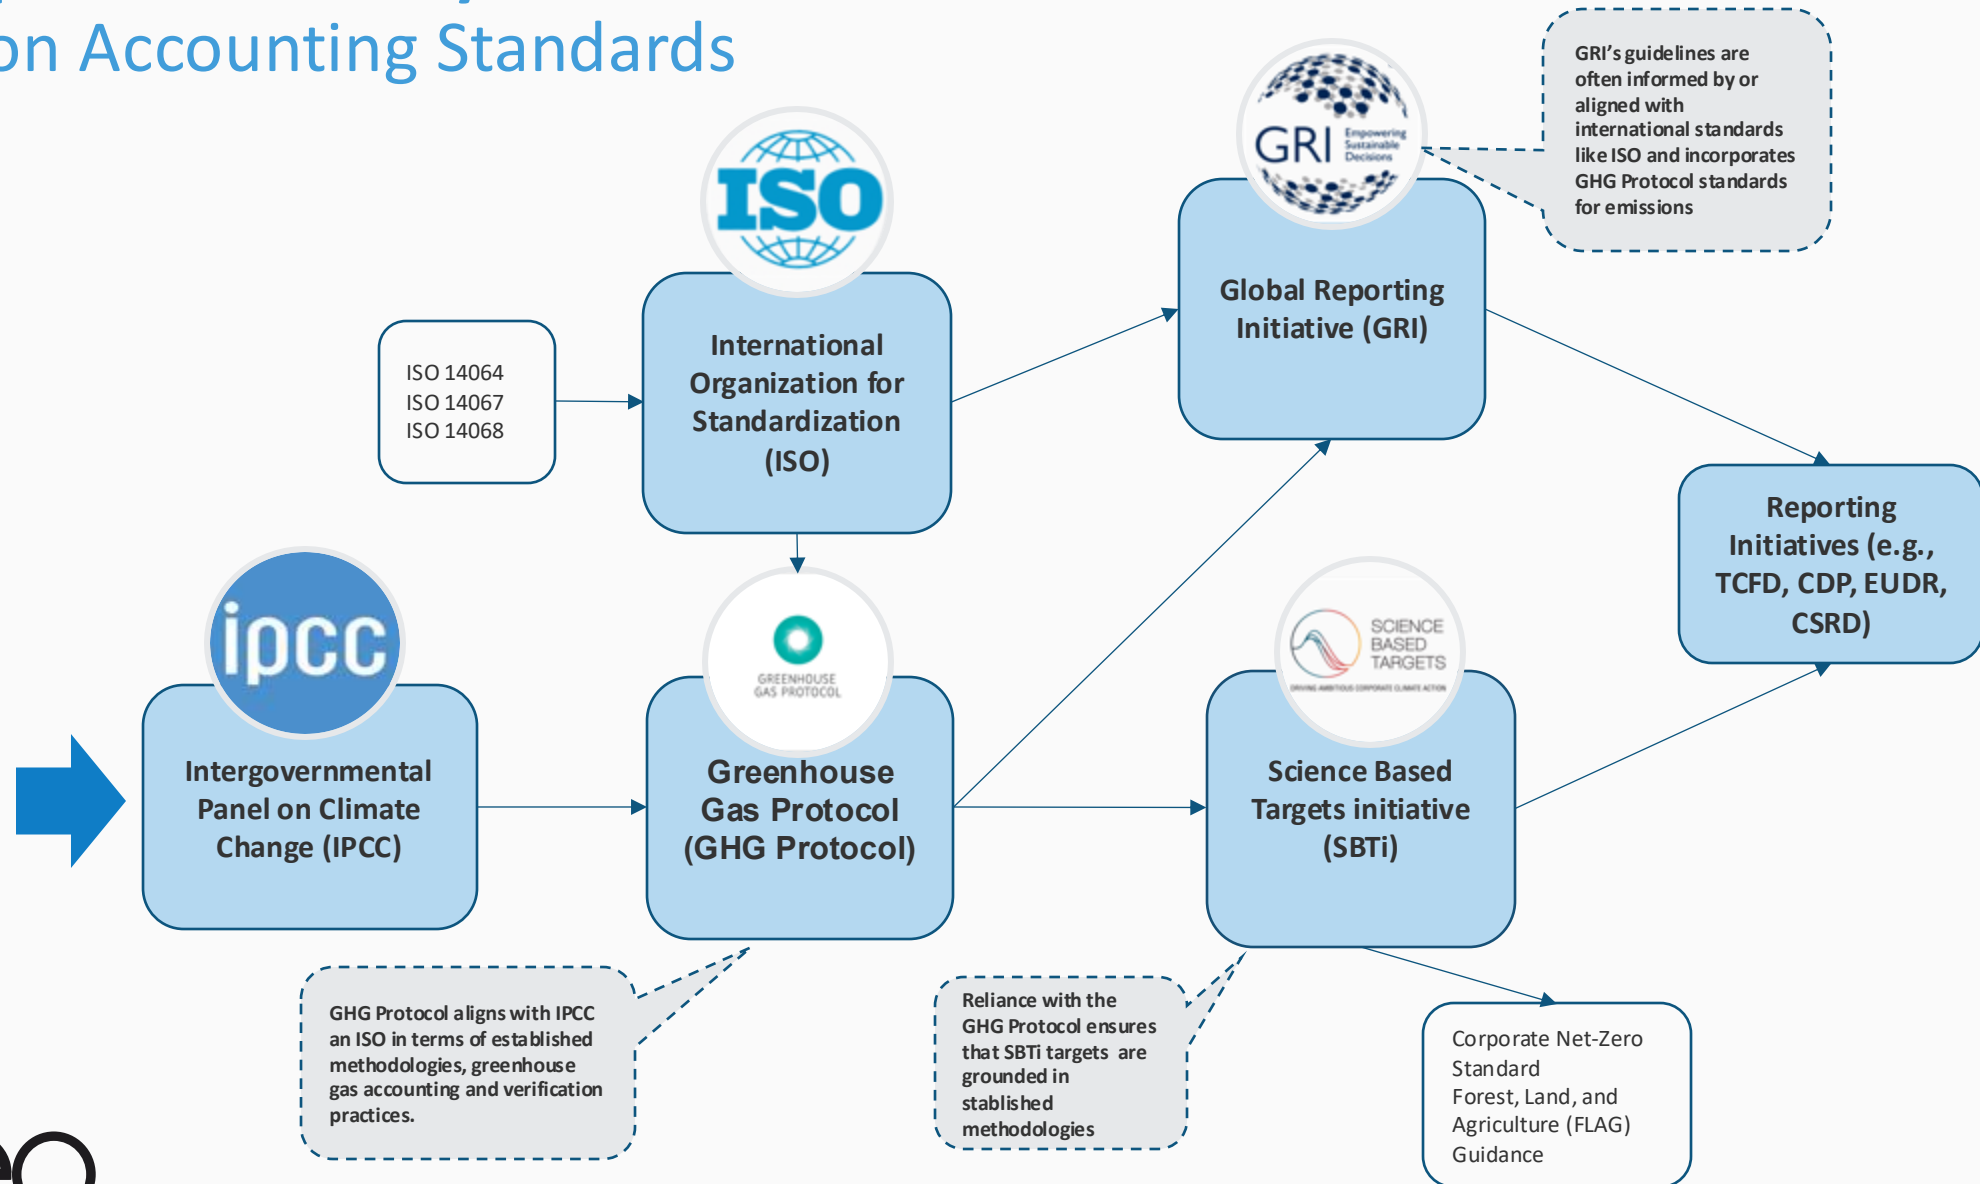 on Accounting Standards
GRI Empowering
Sustainable
Decisions
GRI's guidelines are
often informed by or
aligned with
international standards
like ISO and incorporates
GHG Protocol standards
for emissions
ISO
Global Reporting
Initiative (GRI)
ISO 14064
ISO 14067
ISO 14068
International
Organization for
Standardization
(ISO)
Reporting
Initiatives (e.g.,
TCFD, CDP, EUDR,
CSRD)
ipcc
GREENHOUSE
GAS PROTOCOL
SCIENCE
BASED
TARGETS
DRIVING AMBITIOUS CORPORATE CLIMATE ACTION
Intergovernmental
Panel on Climate
Change (IPCC)
Greenhouse
Gas Protocol
(GHG Protocol)
Science Based
Targets initiative
(SBTi)
GHG Protocol aligns with IPCC
an ISO in terms of established
methodologies, greenhouse
gas accounting and verification
practices.
Reliance with the
GHG Protocol ensures
that SBTi targets are
grounded in
stablished
methodologies
Corporate Net-Zero
Standard
Forest, Land, and
Agriculture (FLAG)
Guidance